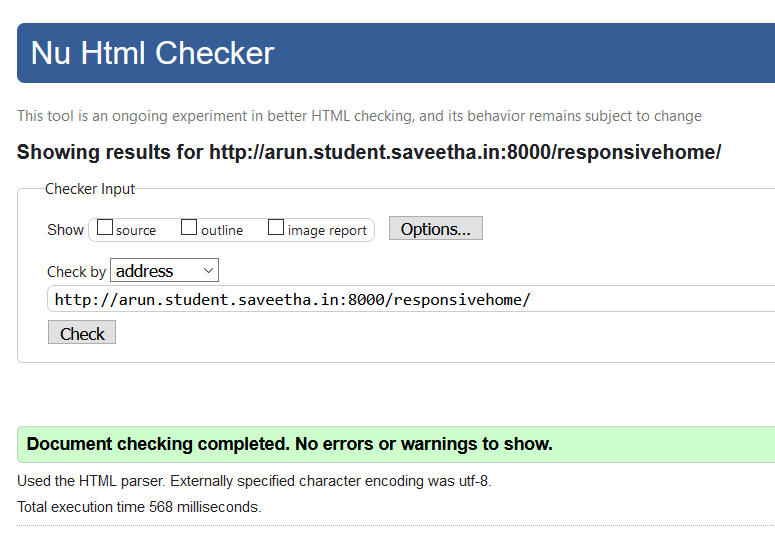 Nu Html Checker
This tool is an ongoing experiment in better HTML checking, and its behavior remains subject to change
Showing results for http://arun.student.saveetha.in:8000/responsivehome/
Checker Input
Show source outline image report Options...
Check by address
http://arun.student.saveetha.in:8000/responsivehome/
Check
Document checking completed. No errors or warnings to show.
Used the HTML parser. Externally specified character encoding was utf-8.
Total execution time 568 milliseconds.